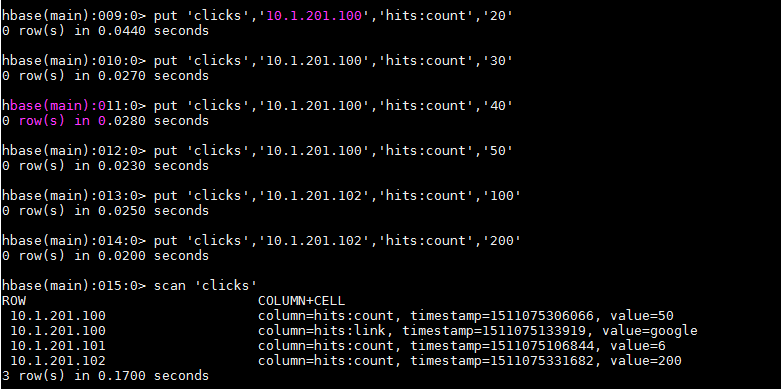 hbase(main):009:0> put 'clicks','10.1.201.100','hits:count','20'
0 row(s) in 0.0440 seconds
hbase(main):010:0> put 'clicks','10.1.201.100','hits:count','30'
0 row(s) in 0.0270 seconds
hbase(main):011:0> put 'clicks','10.1.201.100','hits:count','40'
0 row(s) in 0.0280 seconds
hbase(main):012:0> put 'clicks','10.1.201.100','hits:count','50'
0 row(s) in 0.0230 seconds
hbase(main):013:0> put 'clicks','10.1.201.102','hits:count','100'
0 row(s) in 0.0250 seconds
hbase(main):014:0> put 'clicks','10.1.201.102','hits:count','200'
0 row(s) in 0.0200 seconds
hbase(main):015:0> scan 'clicks'
ROW COLUMN+CELL
10.1.201.100 column=hits:count, timestamp=1511075306066, value=50
10.1.201.100 column=hits:link, timestamp=1511075133919, value=google
10.1.201.101 column=hits:count, timestamp=1511075106844, value=6
10.1.201.102 column=hits:count, timestamp=1511075331682, value=200
3 row(s) in 0.1700 seconds